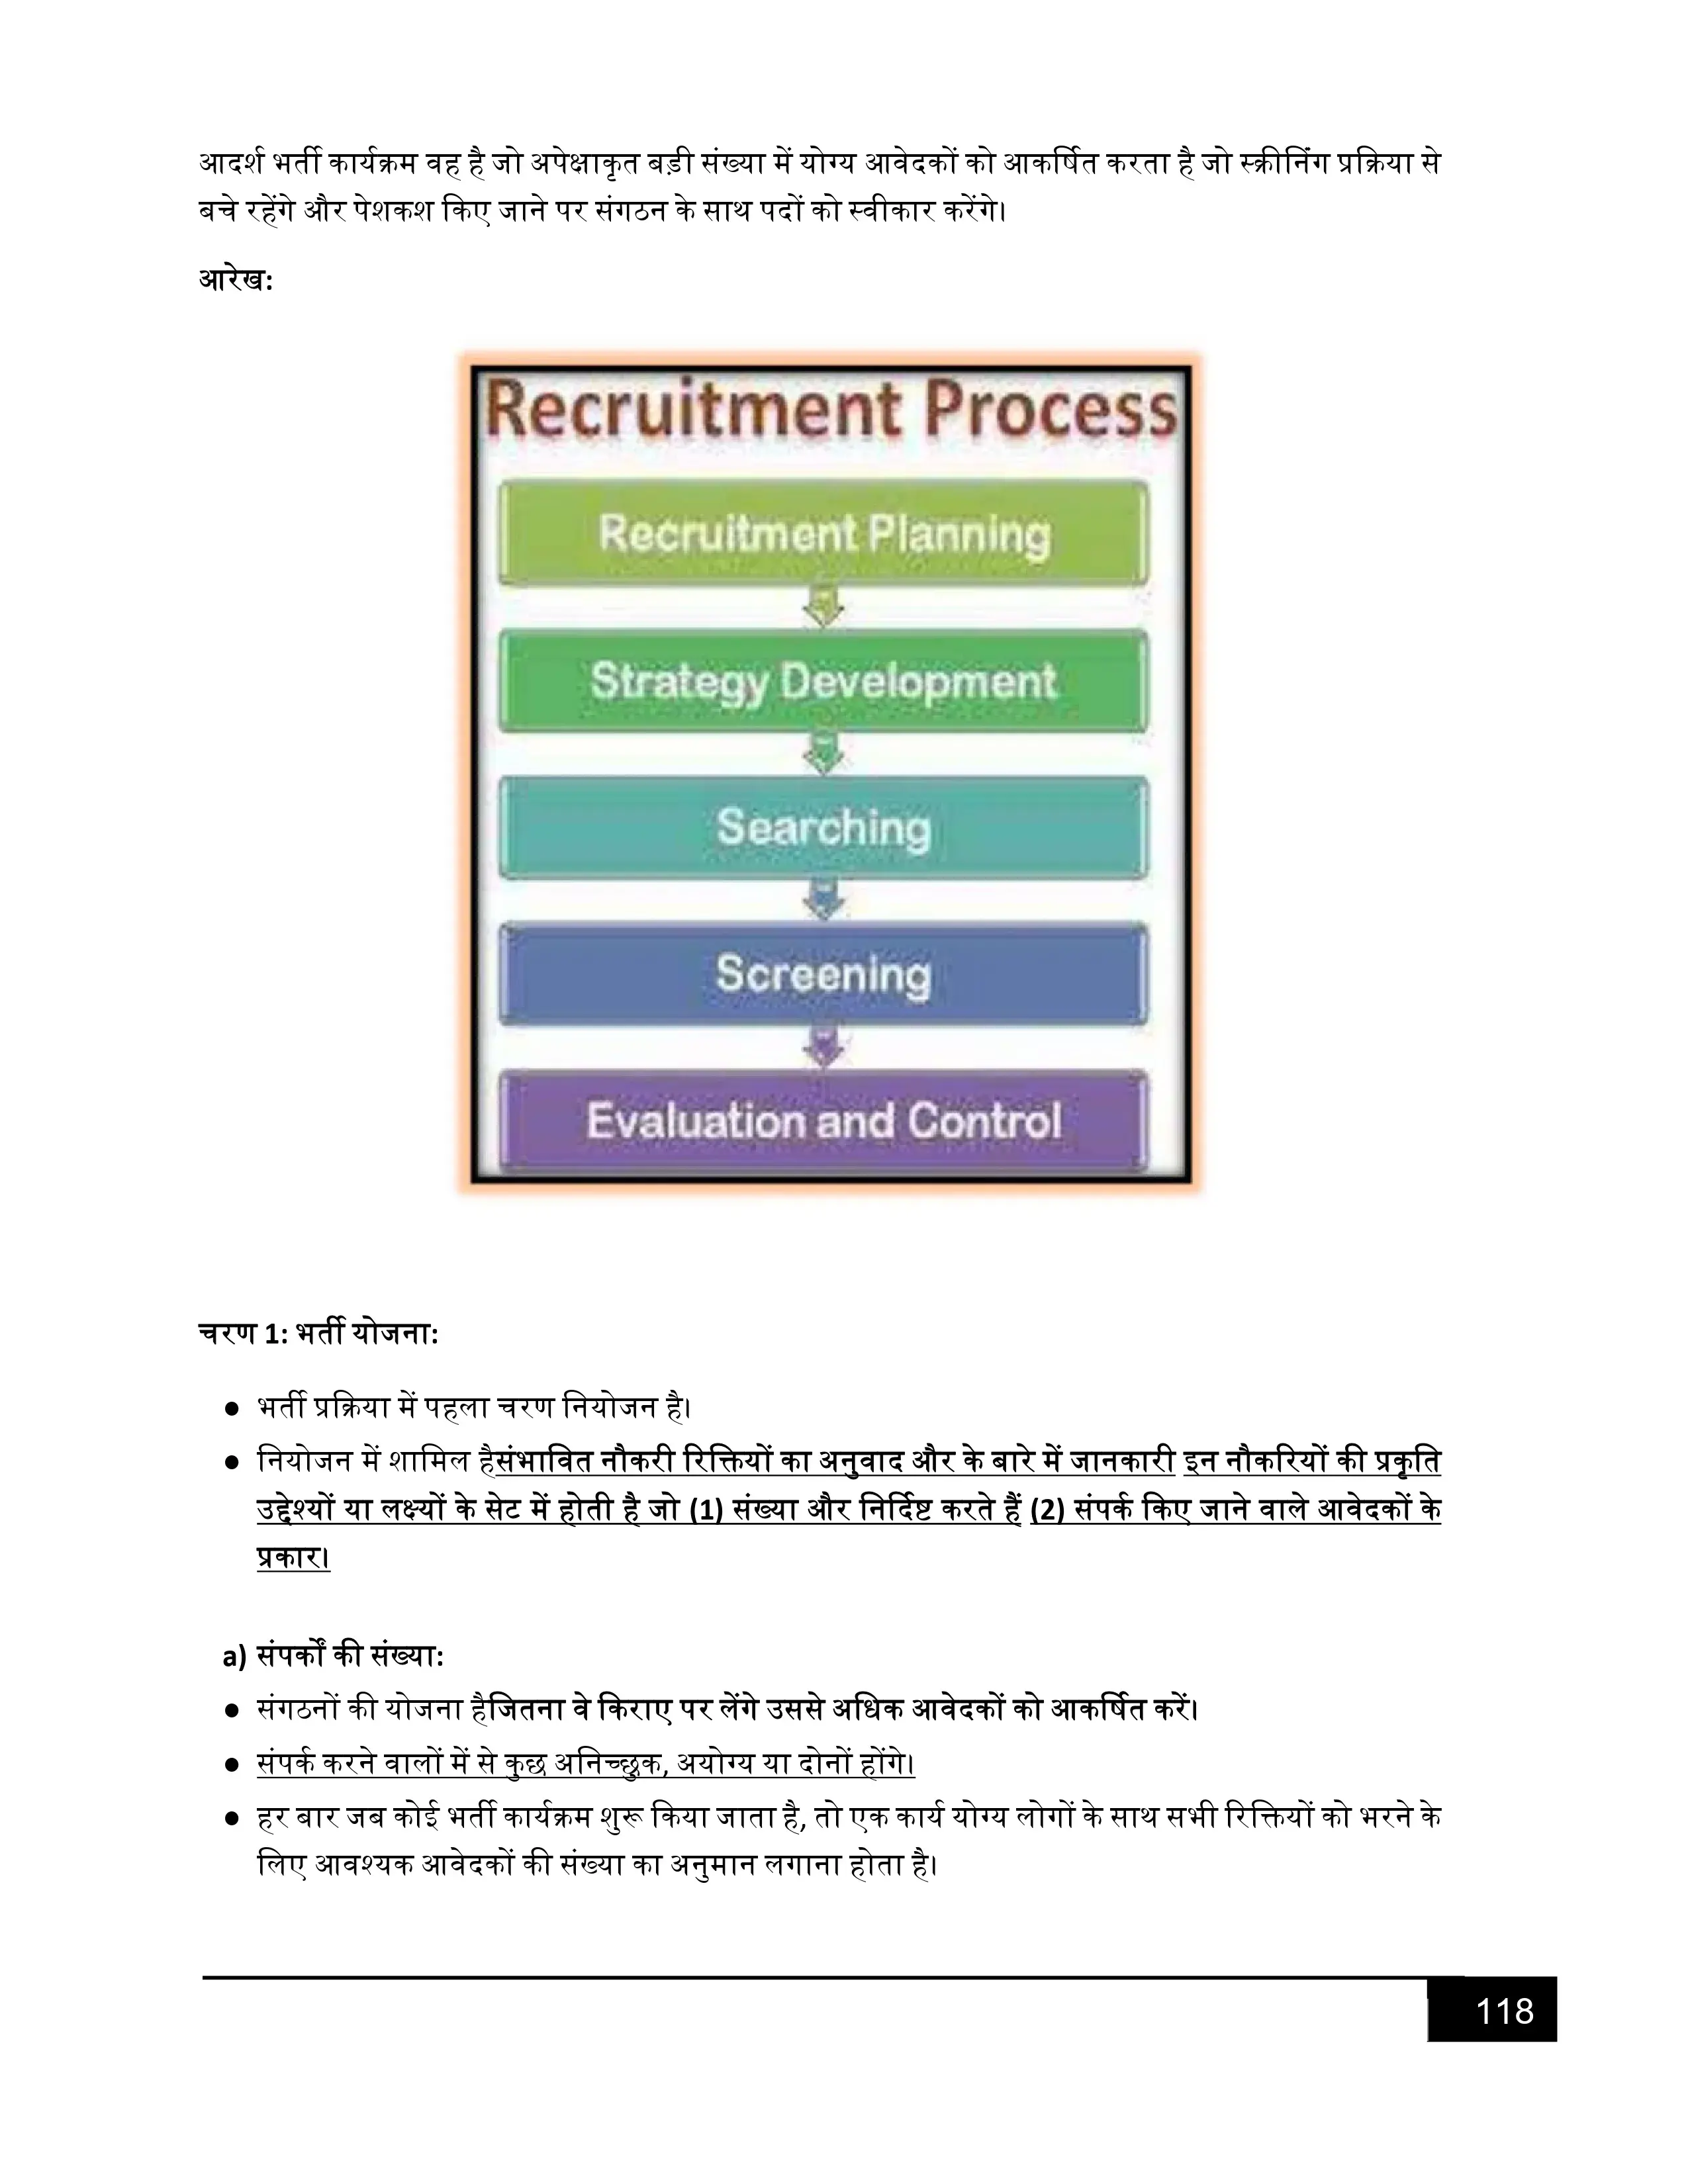 आदर्श भर्ती कार्यक्रम वह है जो अपेक्षाकृत बड़ी संख्या में योग्य आवेदकों को आकर्षित करता है जो स्क्रीनिंग प्रक्रिया से
बचे रहेंगे और पेशकश किए जाने पर संगठन के साथ पदों को स्वीकार करेंगे।
आरेख:
Recruitment Process
Recruitment Planning
Strategy Development
Searching
Screening
Evaluation and Control
चरण 1: भर्ती योजना:
● भर्ती प्रक्रिया में पहला चरण नियोजन है।
● नियोजन में शामिल हैसंभावित नौकरी रिक्तियों का अनुवाद और के बारे में जानकारी इन नौकरियों की प्रकृति
उद्देश्यों या लक्ष्यों के सेट में होती है जो (1) संख्या और निर्दिष्ट करते हैं (2) संपर्क किए जाने वाले आवेदकों के
प्रकार।
a) संपर्कों की संख्या:
● संगठनों की योजना हैजितना वे किराए पर लेंगे उससे अधिक आवेदकों को आकर्षित करें।
● संपर्क करने वालों में से कुछ अनिच्छुक, अयोग्य या दोनों होंगे।
● हर बार जब कोई भर्ती कार्यक्रम शुरू किया जाता है, तो एक कार्य योग्य लोगों के साथ सभी रिक्तियों को भरने के
लिए आवश्यक आवेदकों की संख्या का अनुमान लगाना होता है।
118